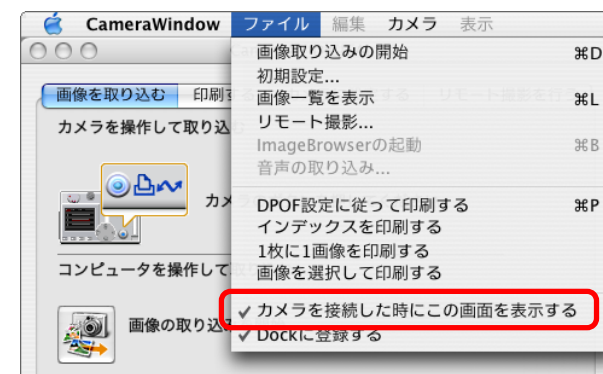 CameraWindow ファイル 編集 カメラ 表示
画像取り込みの開始 ⌘D
初期設定...
画像を取り込む 印刷す
画像一覧を表示 ⌘L
カメラを操作して取り込
リモート撮影...
ImageBrowserの起動 ⌘B
音声の取り込み...
カメ
DPOF設定に従って印刷する ⌘P
インデックスを印刷する
1枚に1画像を印刷する
コンピュータを操作して
画像を選択して印刷する
カメラを接続した時にこの画面を表示する
画像の取り込み
Dockに登録する